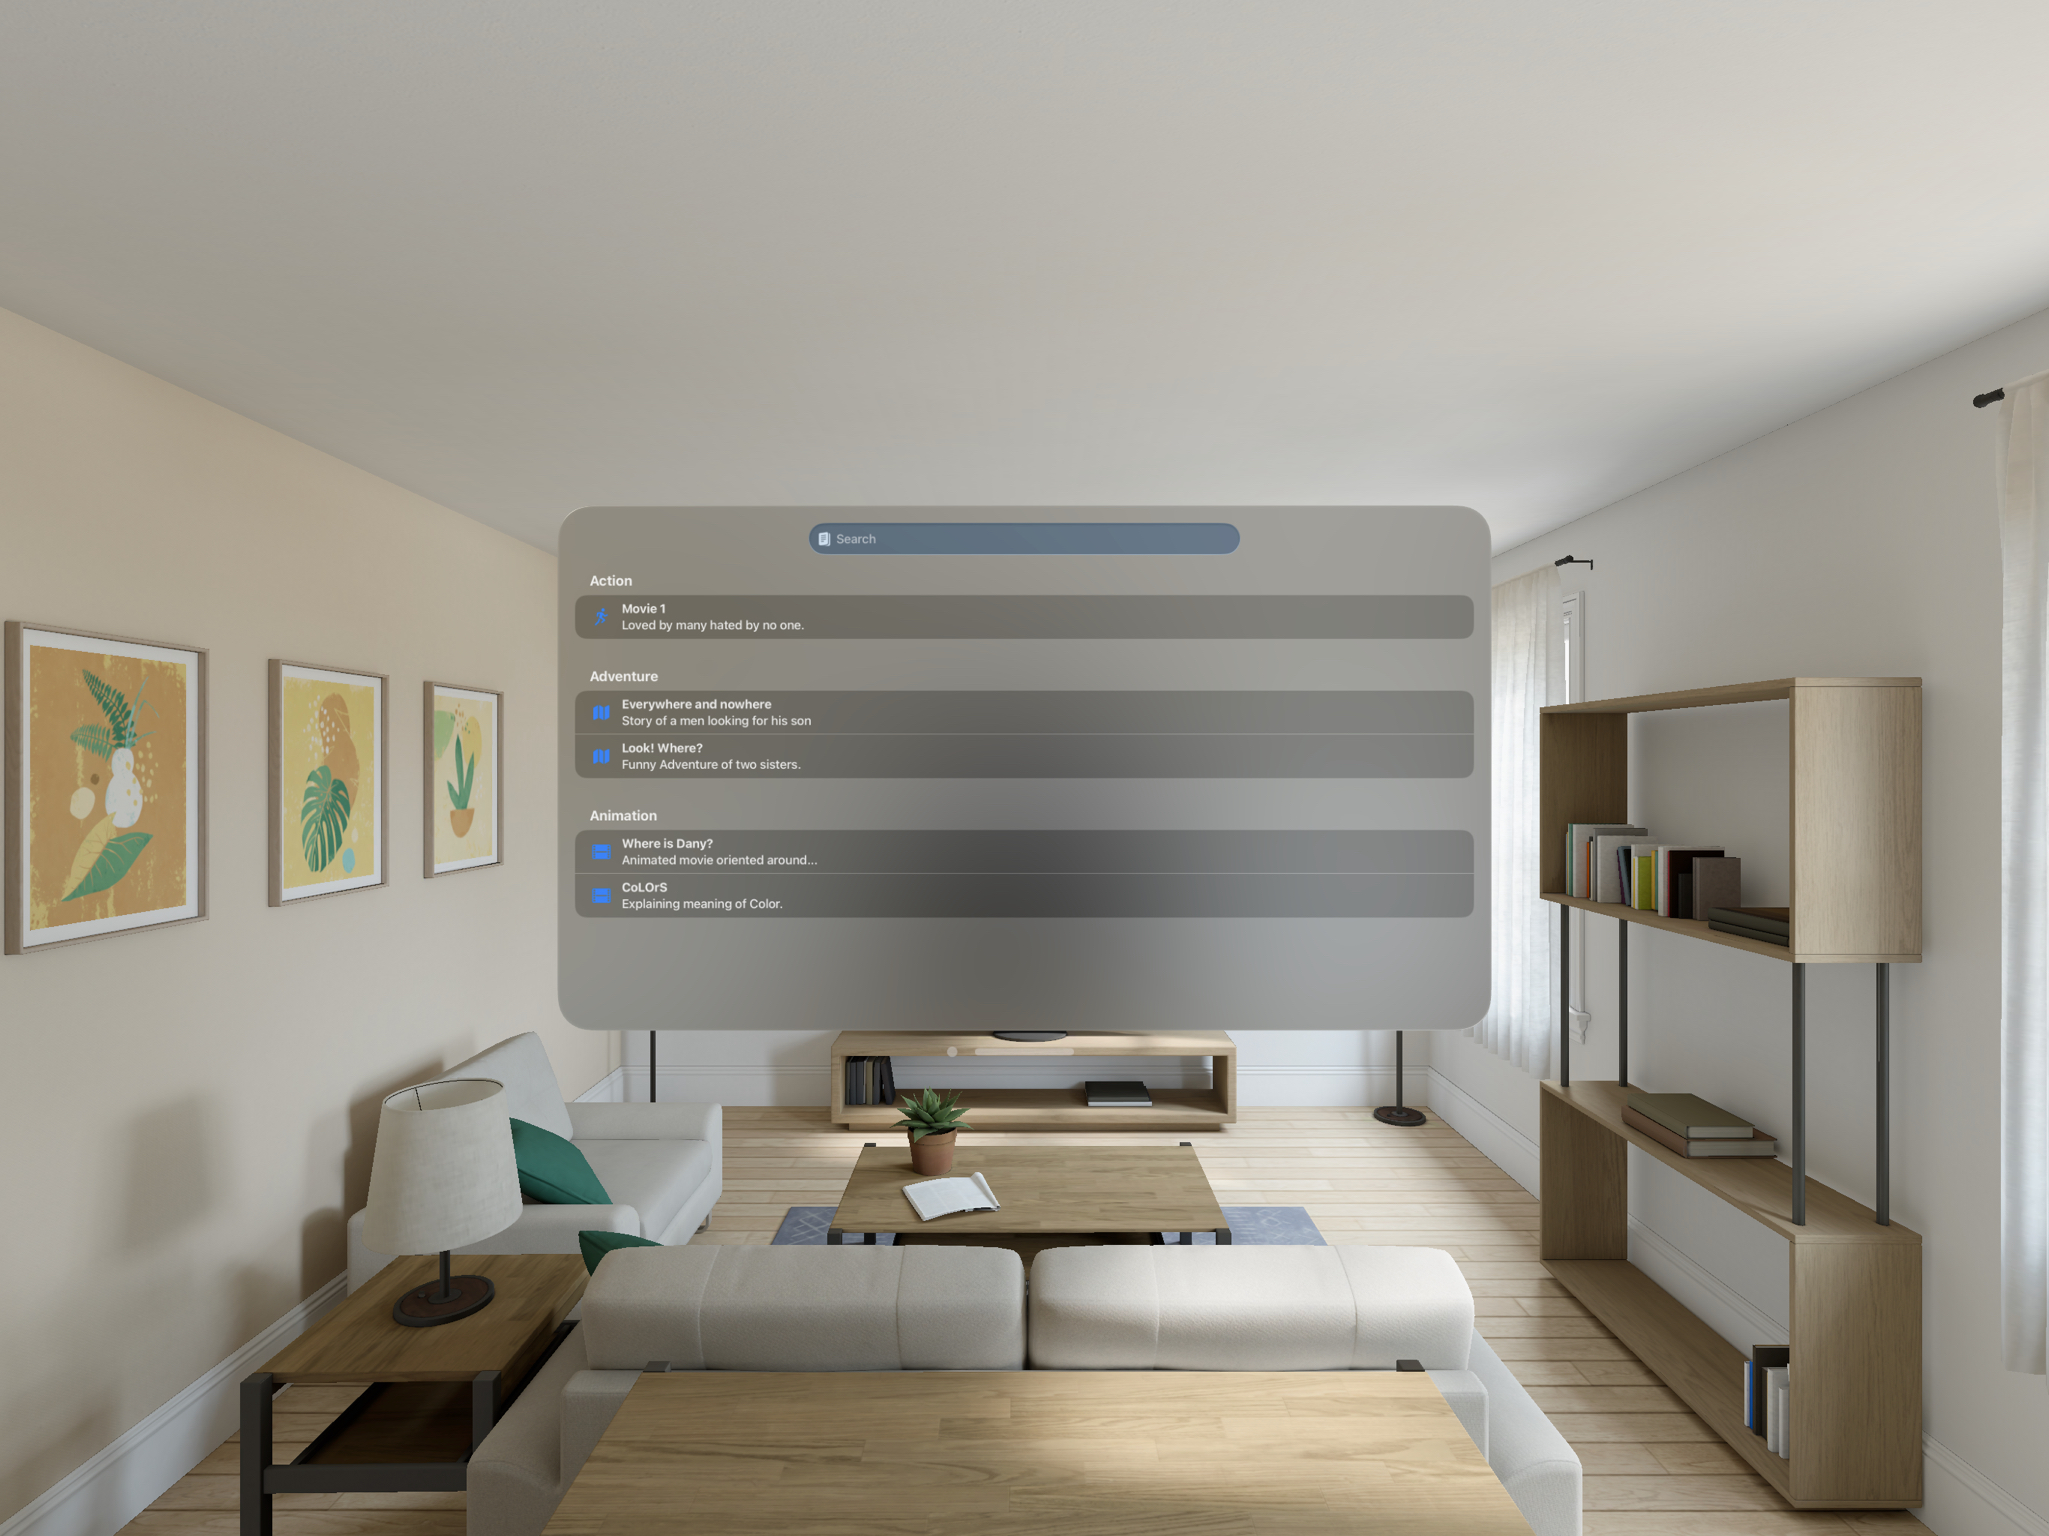 Search
Action
Movie 1
Loved by many hated by no one.
Adventure
Everywhere and nowhere
Story of a men looking for his son
Look! Where?
Funny Adventure of two sisters.
Animation
Where is Dany?
Animated movie oriented around...
CoLOrS
Explaining meaning of Color.